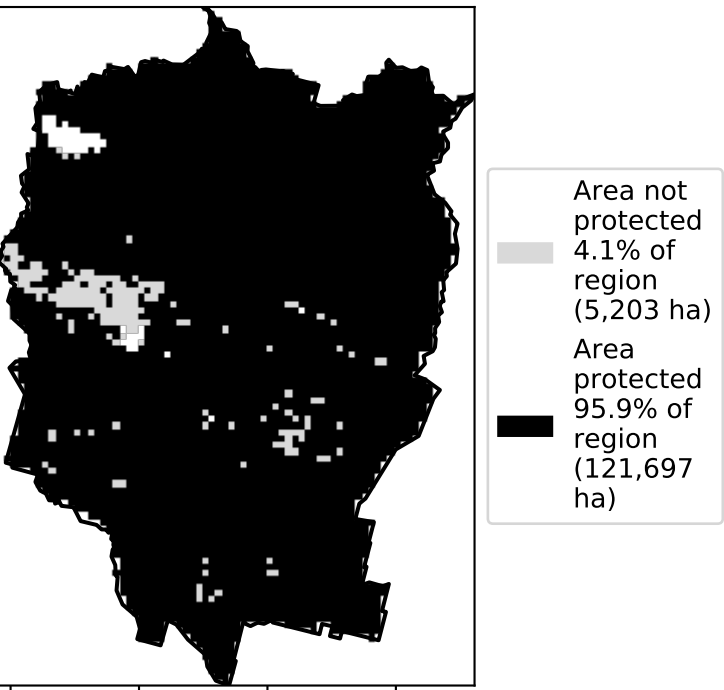 Area not
protected
4.1% of
region
(5,203 ha)
Area
protected
95.9% of
region
(121,697
ha)